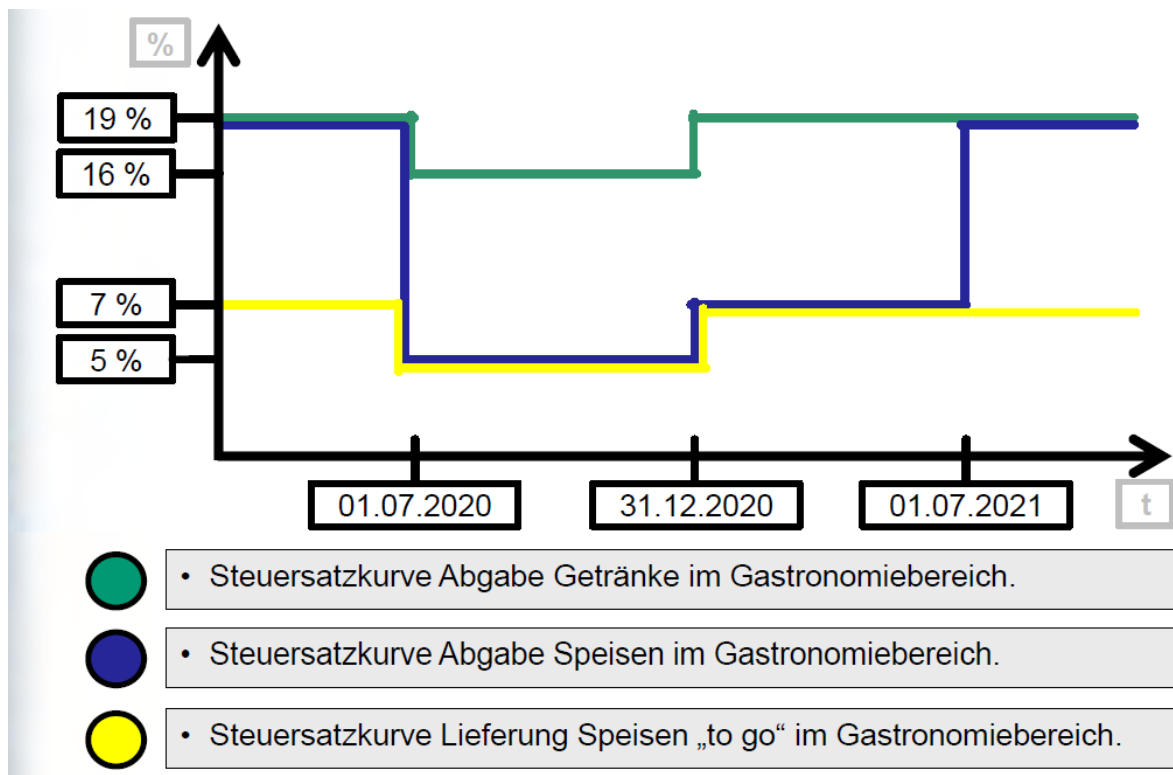 %
19 %
16 %
7 %
5 %
01.07.2020
31.12.2020
01.07.2021
t
• Steuersatzkurve Abgabe Getränke im Gastronomiebereich.
• Steuersatzkurve Abgabe Speisen im Gastronomiebereich.
• Steuersatzkurve Lieferung Speisen „to go“ im Gastronomiebereich.